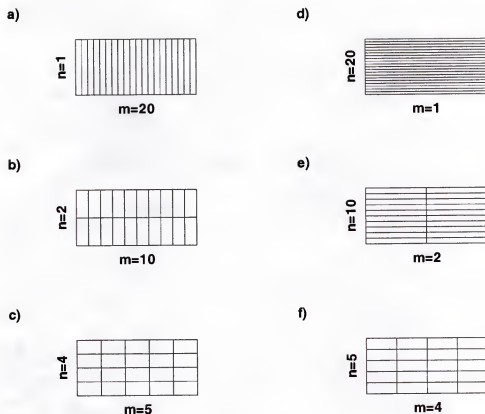 a)
n=1
m=20
b)
n=2
m=10
c)
n=4
m=5
d)
n=20
m=1
e)
n=10
m=2
f)
n=5
m=4